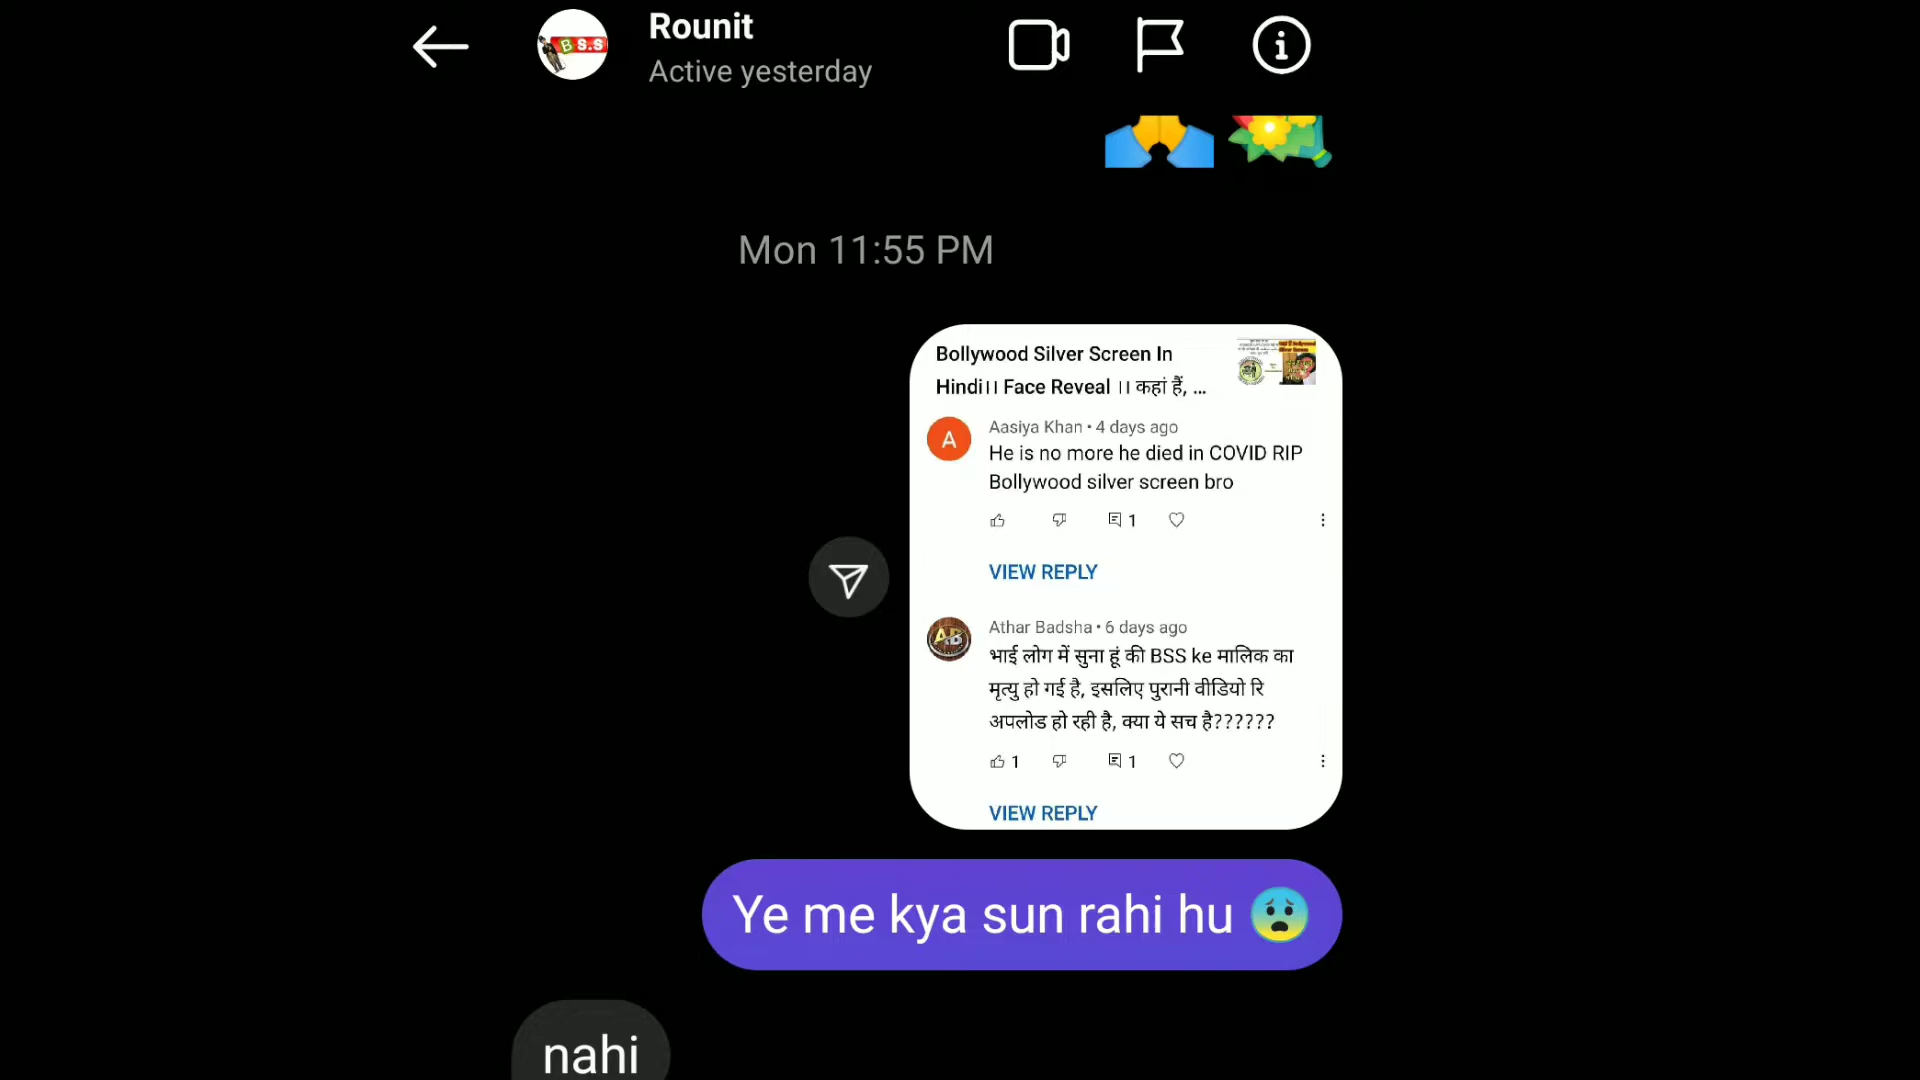 Rounit
Active yesterday
B S.S
Mon 11:55 PM
Bollywood Silver Screen In
Hindi।। Face Reveal ।। कहां हैं, ...
A
Aasiya Khan • 4 days ago
He is no more he died in COVID RIP
Bollywood silver screen bro
1
VIEW REPLY
AB
Athar Badsha • 6 days ago
भाई लोग में सुना हूं की BSS ke मालिक का
मृत्यु हो गई है, इसलिए पुरानी वीडियो रि
अपलोड हो रही है, क्या ये सच है??????
1 1
VIEW REPLY
Ye me kya sun rahi hu
nahi